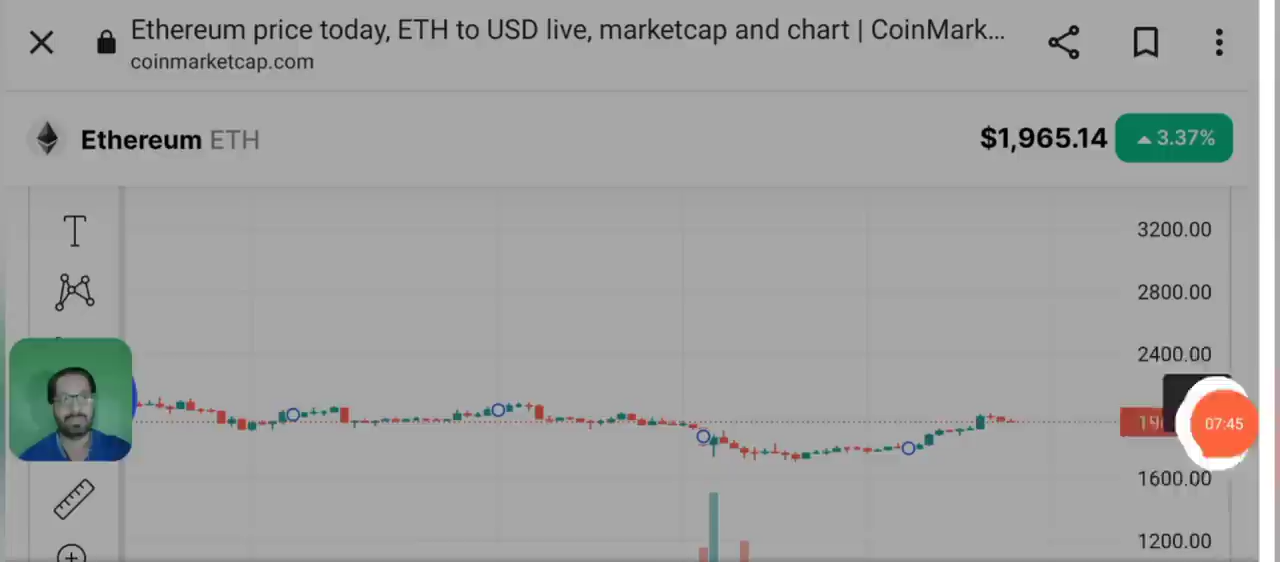 Ethereum price today, ETH to USD live, marketcap and chart | CoinMark...
coinmarketcap.com
Ethereum ETH
$1,965.14
3.37%
3200.00
2800.00
2400.00
07:45
1600.00
1200.00